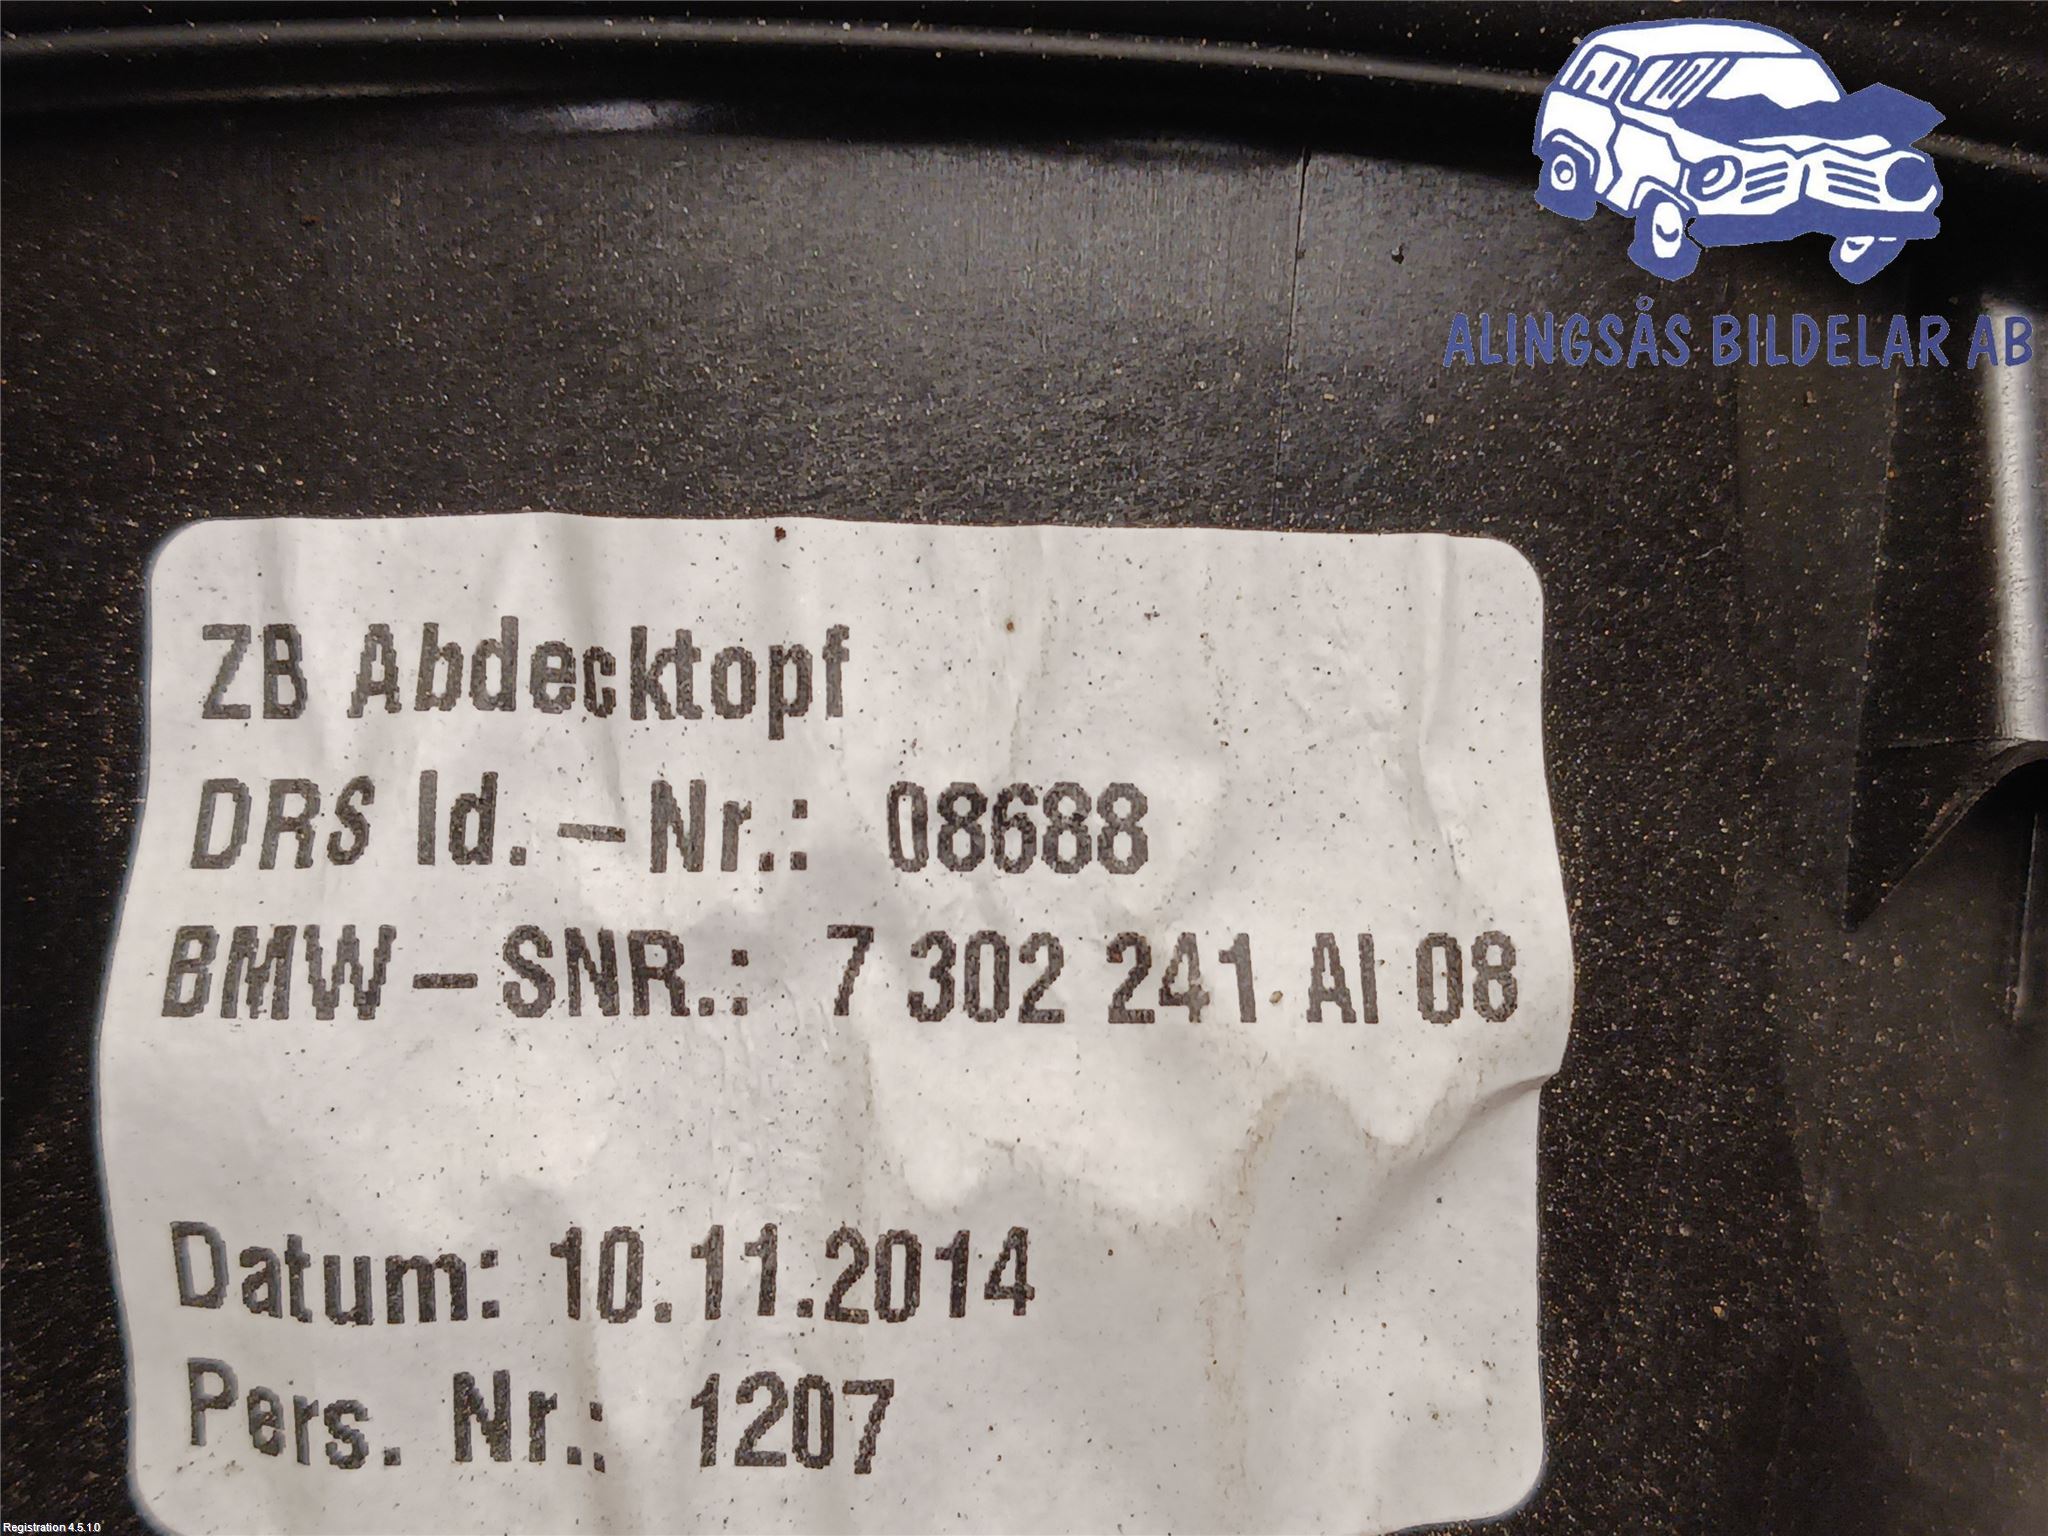 ALINGSÅS BILDELAR AB
ZB Abdecktopf
DRS Id.-Nr.: 08688
BMW-SNR.: 7 302 241 AI 08
Datum: 10.11.2014
Pers. Nr.: 1207
Registration 4.5.1.0